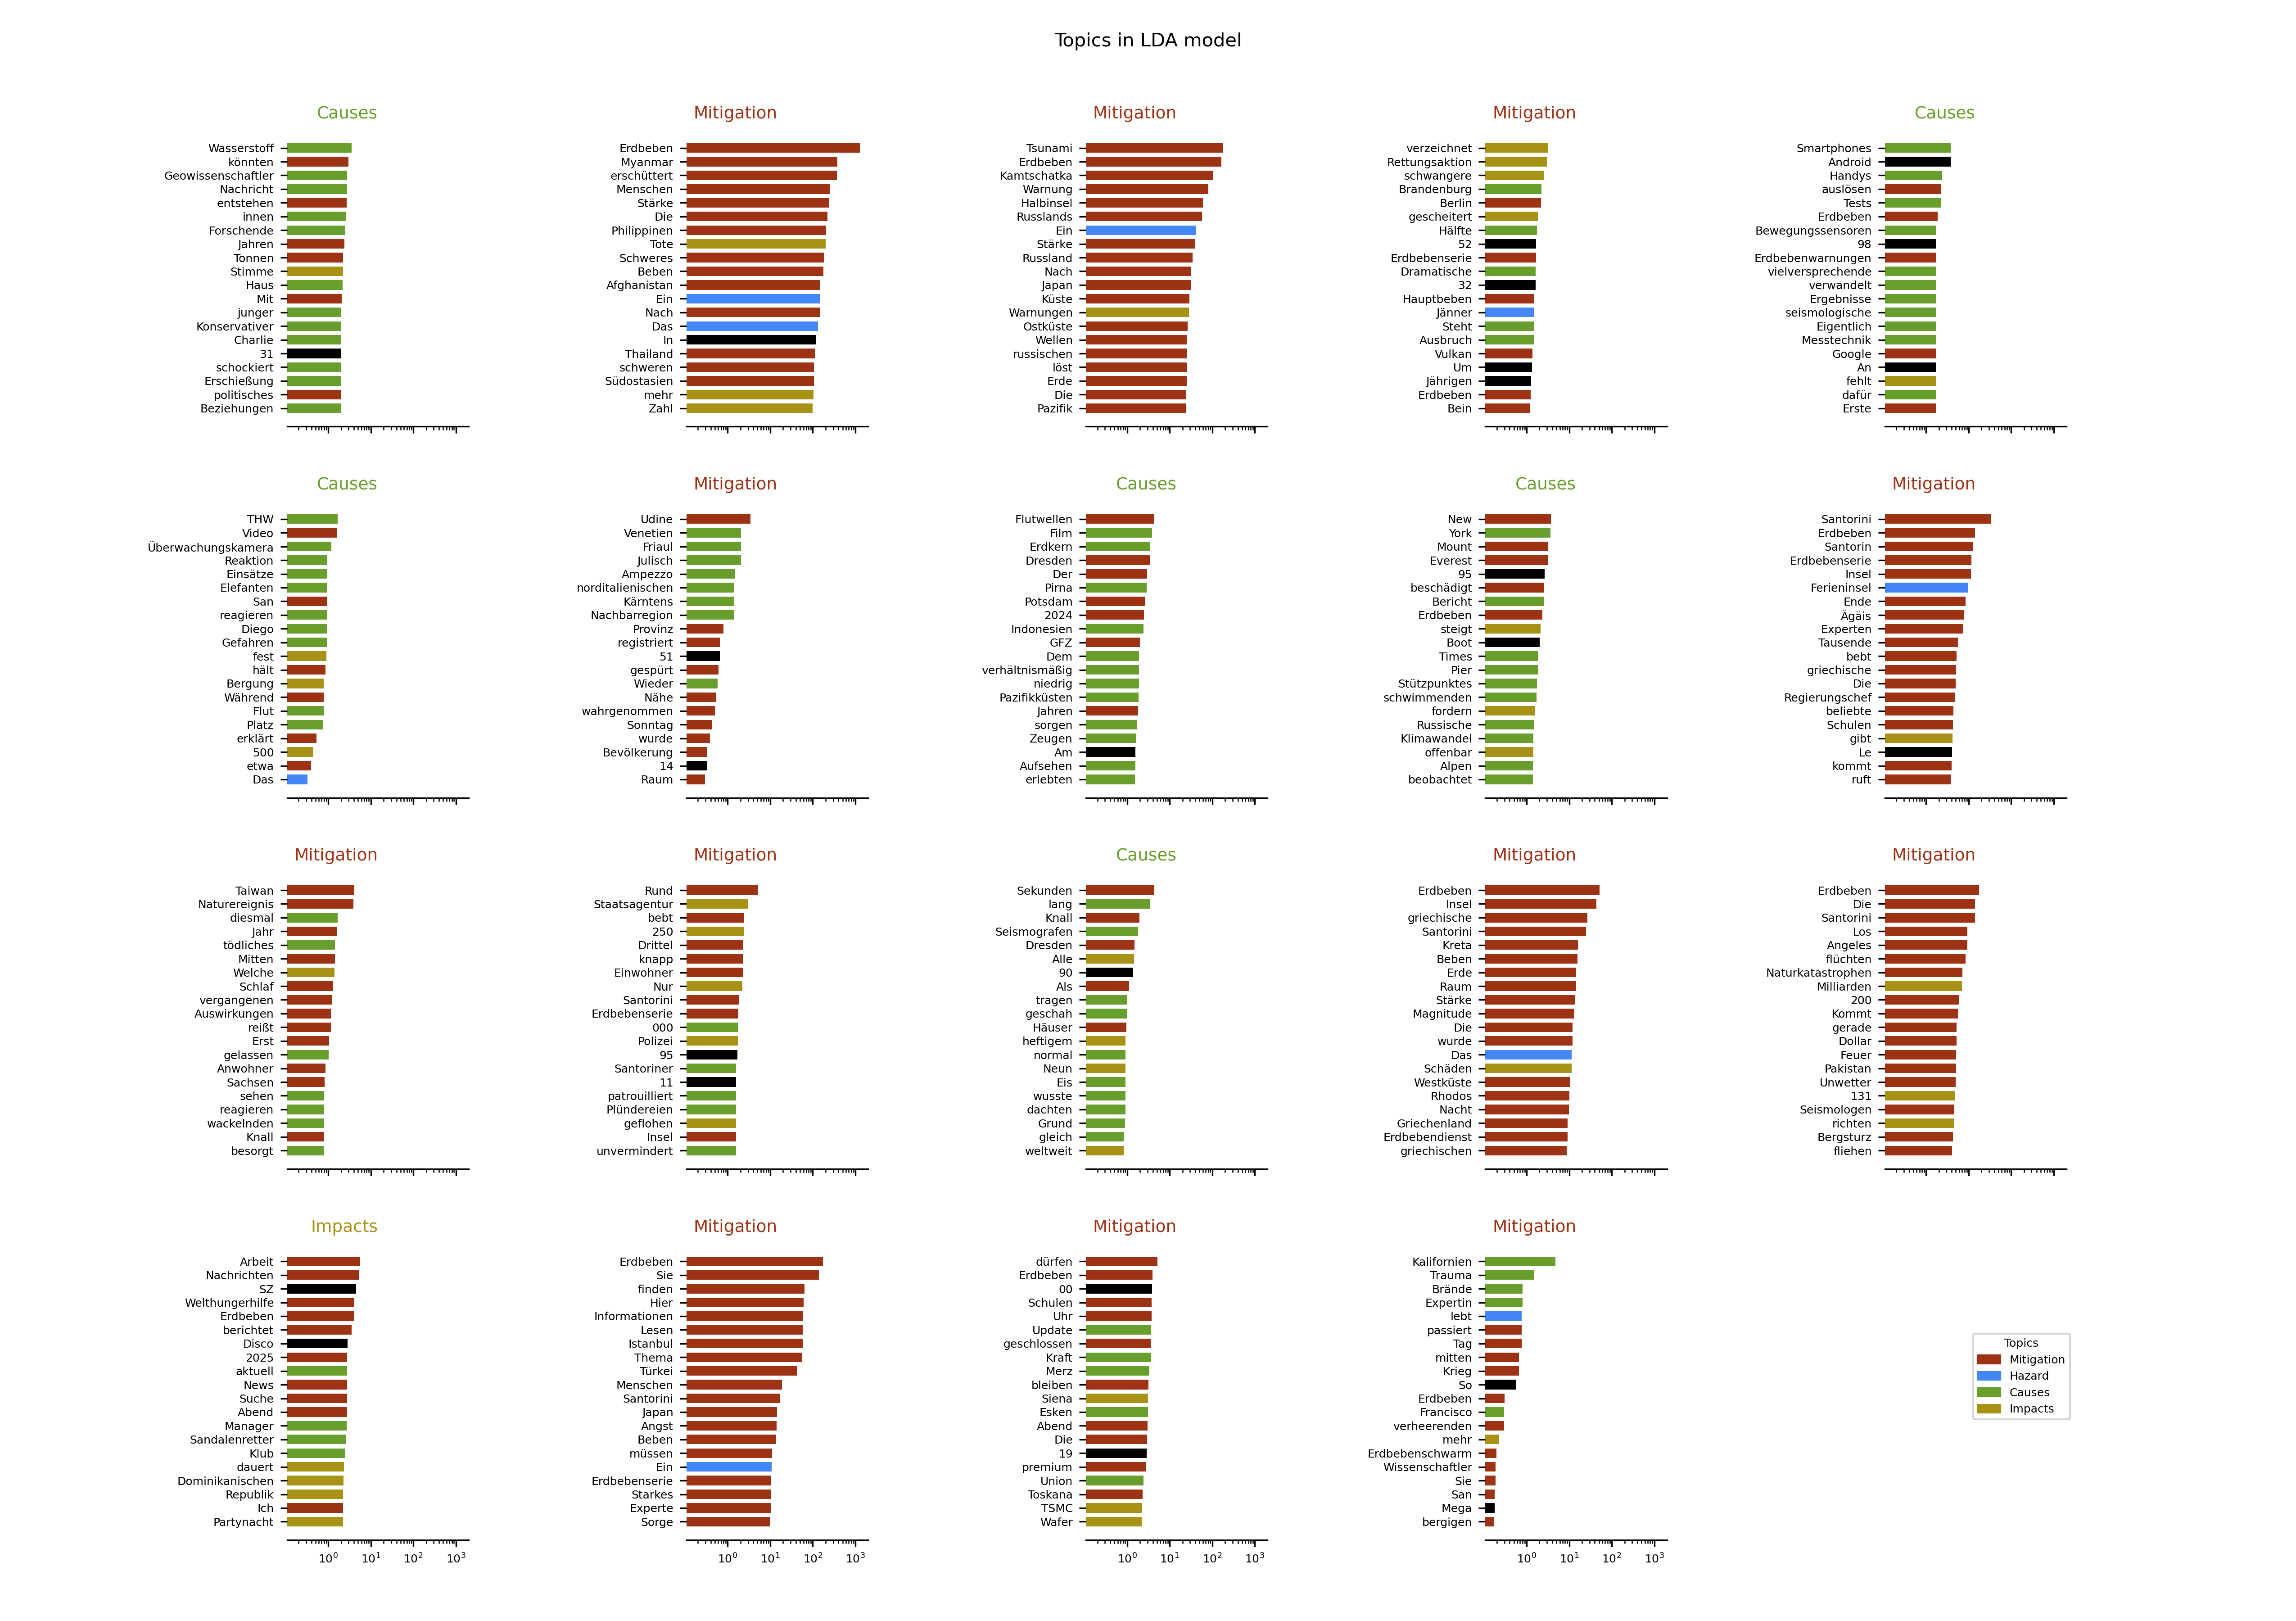 Topics in LDA model
Causes
Wasserstoff
könnten
Geowissenschaftler
Nachricht
entstehen
innen
Forschende
Jahren
Tonnen
Stimme
Haus
Mit
junger
Konservativer
Charlie
31
schockiert
Erschießung
politisches
Beziehungen
Mitigation
Erdbeben
Myanmar
erschüttert
Menschen
Stärke
Die
Philippinen
Tote
Schweres
Beben
Afghanistan
Ein
Nach
Das
In
Thailand
schweren
Südostasien
mehr
Zahl
Mitigation
Tsunami
Erdbeben
Kamtschatka
Warnung
Halbinsel
Russlands
Ein
Stärke
Russland
Nach
Japan
Küste
Warnungen
Ostküste
Wellen
russischen
löst
Erde
Die
Pazifik
Mitigation
verzeichnet
Rettungsaktion
schwangere
Brandenburg
Berlin
gescheitert
Hälfte
52
Erdbebenserie
Dramatische
32
Hauptbeben
Jänner
Steht
Ausbruch
Vulkan
Um
Jährigen
Erdbeben
Bein
Causes
Smartphones
Android
Handys
auslösen
Tests
Erdbeben
Bewegungssensoren
98
Erdbebenwarnungen
vielversprechende
verwandelt
Ergebnisse
seismologische
Eigentlich
Messtechnik
Google
An
fehlt
dafür
Erste
Causes
THW
Video
Überwachungskamera
Reaktion
Einsätze
Elefanten
San
reagieren
Diego
Gefahren
fest
hält
Bergung
Während
Flut
Platz
erklärt
500
etwa
Das
Mitigation
Udine
Venetien
Friaul
Julisch
Ampezzo
norditalienischen
Kärntens
Nachbarregion
Provinz
registriert
51
gespürt
Wieder
Nähe
wahrgenommen
Sonntag
wurde
Bevölkerung
14
Raum
Causes
Flutwellen
Film
Erdkern
Dresden
Der
Pirna
Potsdam
2024
Indonesien
GFZ
Dem
verhältnismäßig
niedrig
Pazifikküsten
Jahren
sorgen
Zeugen
Am
Aufsehen
erlebten
Causes
New
York
Mount
Everest
95
beschädigt
Bericht
Erdbeben
steigt
Boot
Times
Pier
Stützpunktes
schwimmenden
fordern
Russische
Klimawandel
offenbar
Alpen
beobachtet
Mitigation
Santorini
Erdbeben
Santorin
Erdbebenserie
Insel
Ferieninsel
Ende
Ägäis
Experten
Tausende
bebt
griechische
Die
Regierungschef
beliebte
Schulen
gibt
Le
kommt
ruft
Mitigation
Taiwan
Naturereignis
diesmal
Jahr
tödliches
Mitten
Welche
Schlaf
vergangenen
Auswirkungen
reißt
Erst
gelassen
Anwohner
Sachsen
sehen
reagieren
wackelnden
Knall
besorgt
Mitigation
Rund
Staatsagentur
bebt
250
Drittel
knapp
Einwohner
Nur
Santorini
Erdbebenserie
000
Polizei
95
Santoriner
11
patrouilliert
Plündereien
geflohen
Insel
unvermindert
Causes
Sekunden
lang
Knall
Seismografen
Dresden
Alle
90
Als
tragen
geschah
Häuser
heftigem
normal
Neun
Eis
wusste
dachten
Grund
gleich
weltweit
Mitigation
Erdbeben
Insel
griechische
Santorini
Kreta
Beben
Erde
Raum
Stärke
Magnitude
Die
wurde
Das
Schäden
Westküste
Rhodos
Nacht
Griechenland
Erdbebendienst
griechischen
Mitigation
Erdbeben
Die
Santorini
Los
Angeles
flüchten
Naturkatastrophen
Milliarden
200
Kommt
gerade
Dollar
Feuer
Pakistan
Unwetter
131
Seismologen
richten
Bergsturz
fliehen
Impacts
Arbeit
Nachrichten
SZ
Welthungerhilfe
Erdbeben
berichtet
Disco
2025
aktuell
News
Suche
Abend
Manager
Sandalenretter
Klub
dauert
Dominikanischen
Republik
Ich
Partynacht
10⁰ 10¹ 10² 10³
Mitigation
Erdbeben
Sie
finden
Hier
Informationen
Lesen
Istanbul
Thema
Türkei
Menschen
Santorini
Japan
Angst
Beben
müssen
Ein
Erdbebenserie
Starkes
Experte
Sorge
10⁰ 10¹ 10² 10³
Mitigation
dürfen
Erdbeben
00
Schulen
Uhr
Update
geschlossen
Kraft
Merz
bleiben
Siena
Esken
Abend
Die
19
premium
Union
Toskana
TSMC
Wafer
10⁰ 10¹ 10² 10³
Mitigation
Kalifornien
Trauma
Brände
Expertin
lebt
passiert
Tag
mitten
Krieg
So
Erdbeben
Francisco
verheerenden
mehr
Erdbebenschwarm
Wissenschaftler
Sie
San
Mega
bergigen
10⁰ 10¹ 10² 10³
Topics
Mitigation
Hazard
Causes
Impacts